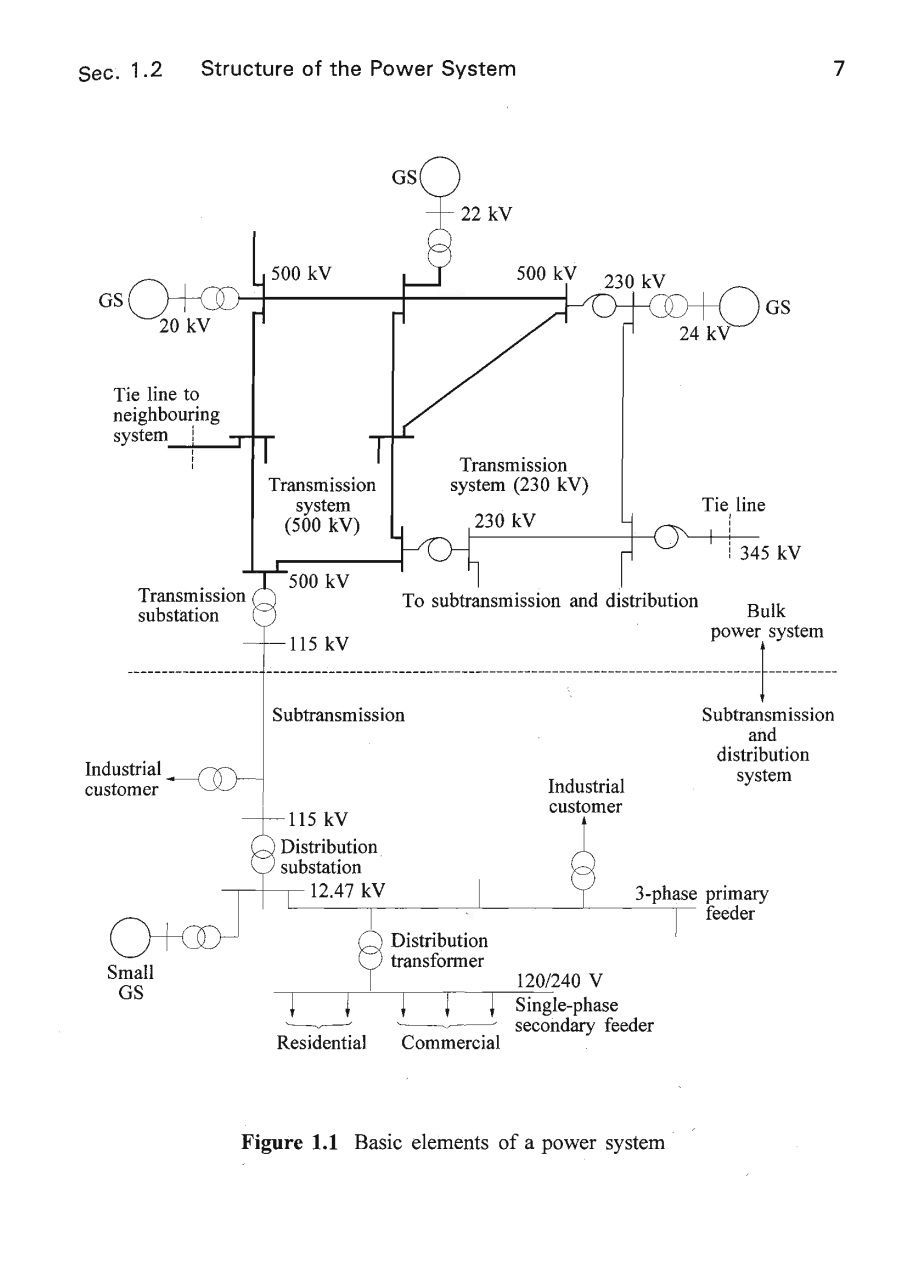 Sec. 1.2 Structure of the Power System 7
GS
22 kV
500 kV
500 kV
230 kV
GS
20 kV
GS
24 kV
Tie line to
neighbouring
system
Transmission
system
(500 kV)
Transmission
system (230 kV)
Tie line
230 kV
345 kV
500 kV
Transmission
substation
To subtransmission and distribution
Bulk
power system
115 kV
Subtransmission
Subtransmission
and
distribution
system
Industrial
customer
Industrial
customer
115 kV
Distribution
substation
12.47 kV
3-phase primary
feeder
Small
GS
Distribution
transformer
120/240 V
Single-phase
secondary feeder
Residential
Commercial
Figure 1.1 Basic elements of a power system